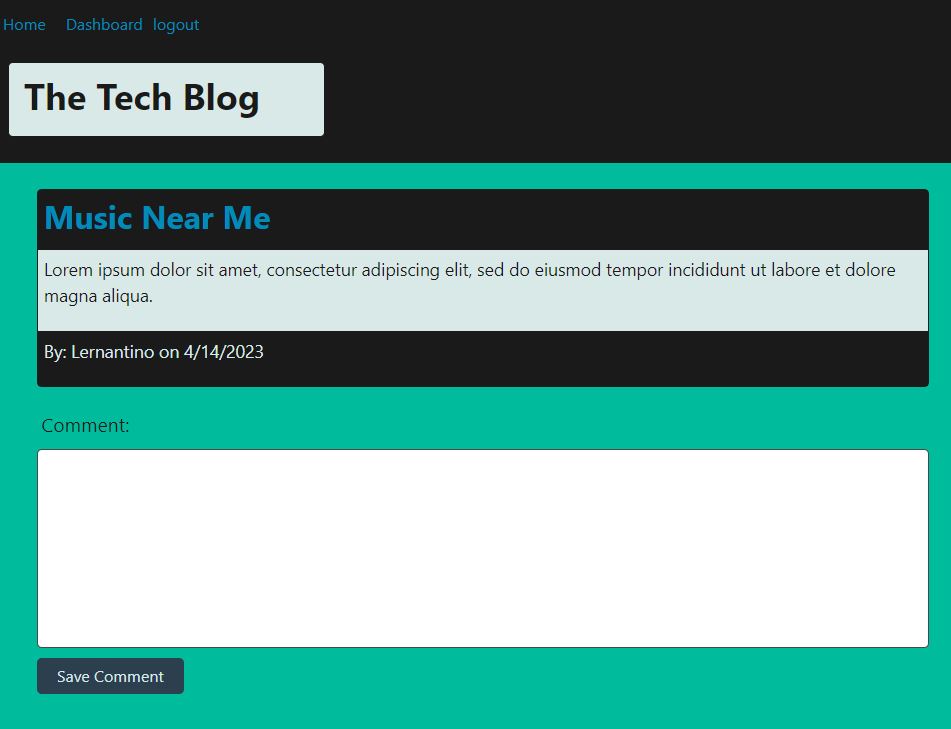 Home Dashboard logout
The Tech Blog
Music Near Me
Lorem ipsum dolor sit amet, consectetur adipiscing elit, sed do eiusmod tempor incididunt ut labore et dolore
magna aliqua.
By: Lernantino on 4/14/2023
Comment:
Save Comment